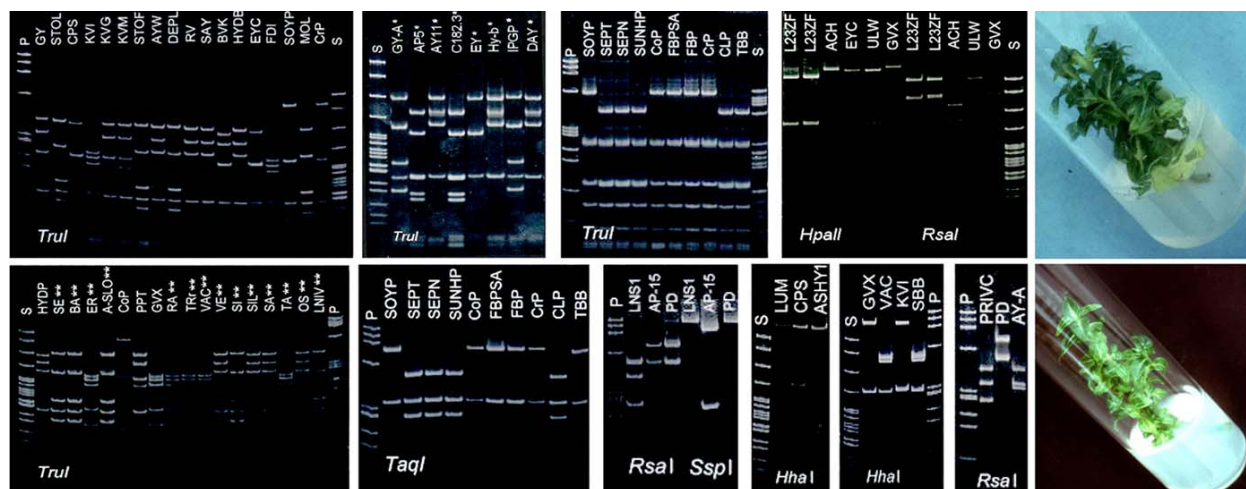 P GY STOL CPS KVI KVG KVM STOF AYW DEPL RV SAY BVK HYDB EYC FDI SOYP MOL CrP S
TruI
S GY-A* AP5* AY11* C182.3* EY* Hy-b* IPGP* DAY*
TruI
P SOYP SEPT SEPN SUNHP CoP FBPSA FBP CrP CLP TBB S
TruI
L23ZF L23ZF ACH EYC ULW GVX L23ZF L23ZF ACH ULW GVX S
HpaII RsaI
S HYDP SE** BA** ER** A-SLO** CoP PPT GVX RA** TRr** VAC** VE** SI** SIL** SA** TA** OS** LNIV** P
TruI
P SOYP SEPT SEPN SUNHP CoP FBPSA FBP CrP CLP TBB
TaqI
P LNS1 AP-15 PD LNS1 AP-15 PD
RsaI SspI
S LUM CPS ASHY1
HhaI
S GVX VAC KVI SBB P
HhaI
P PRIVC PD AY-A
RsaI